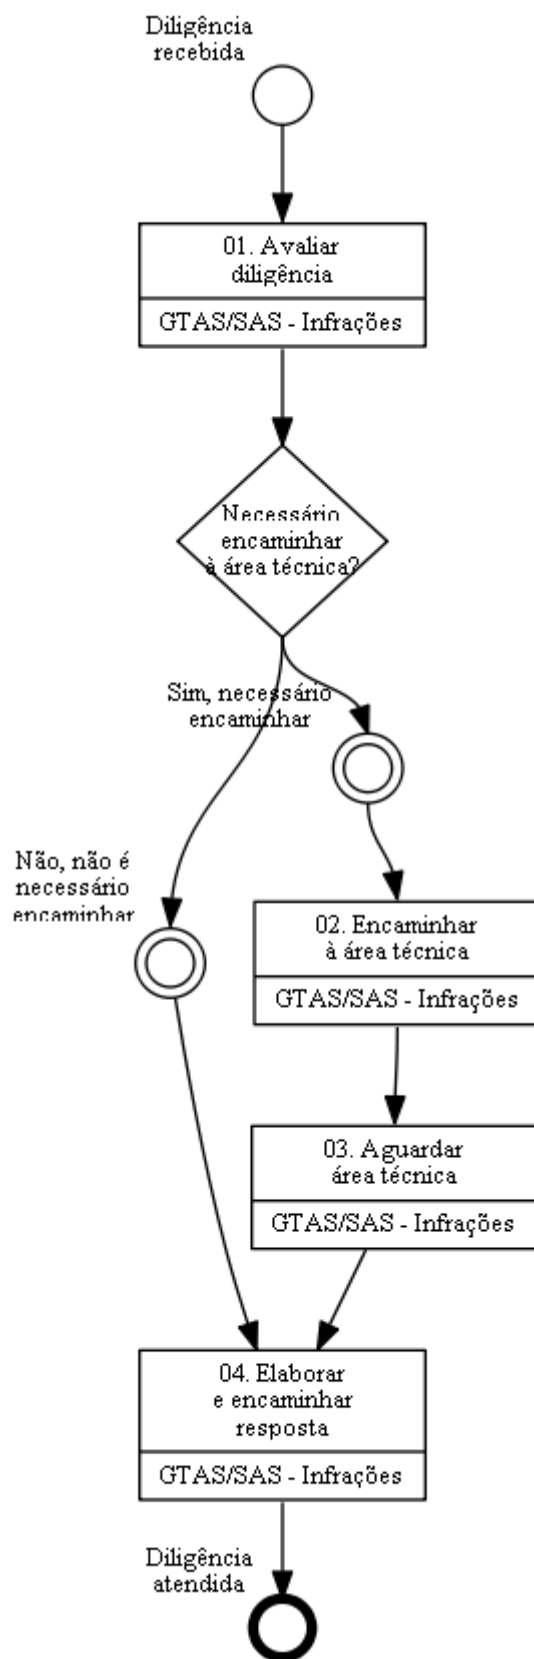 Diligência
recebida
01. Avaliar
diligência
GTAS/SAS - Infrações
Necessário
encaminhar
à área técnica?
Sim, necessário
encaminhar
Não, não é
necessário
encaminhar
02. Encaminhar
à área técnica
GTAS/SAS - Infrações
03. Aguardar
área técnica
GTAS/SAS - Infrações
04. Elaborar
e encaminhar
resposta
GTAS/SAS - Infrações
Diligência
atendida